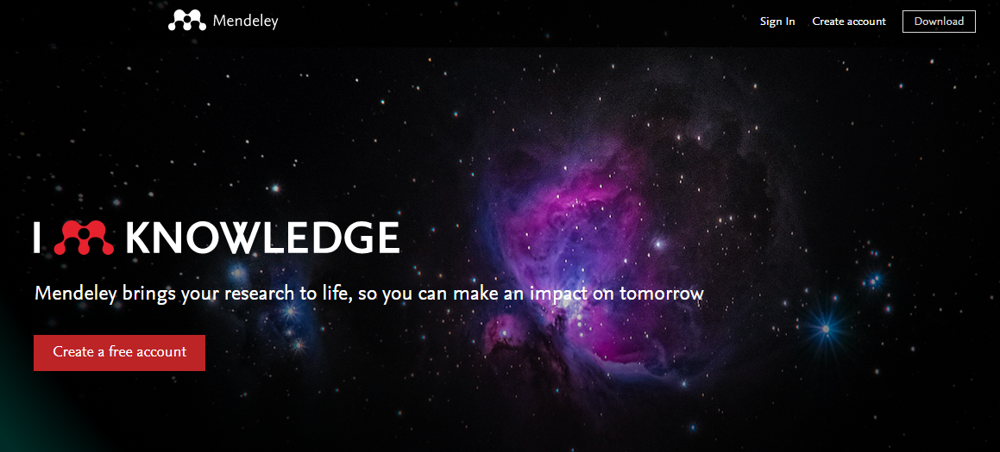 Mendeley
Sign In
Create account
Download
I KNOWLEDGE
Mendeley brings your research to life, so you can make an impact on tomorrow
Create a free account